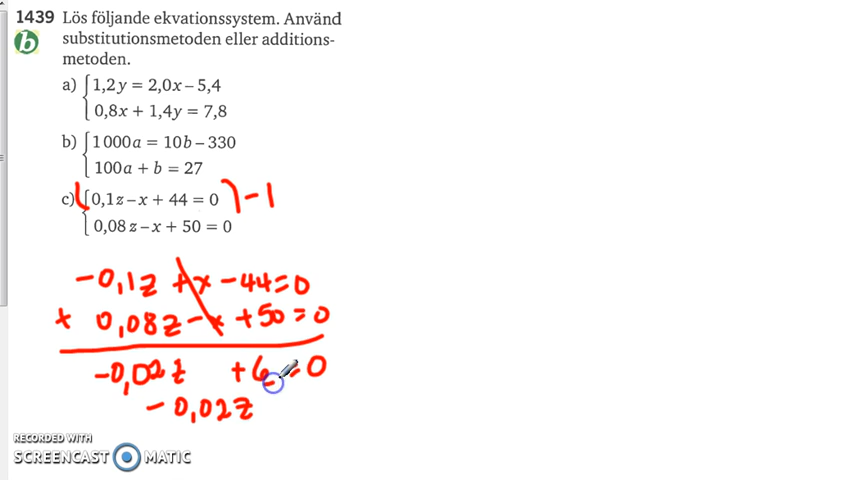 1439 Lös följande ekvationssystem. Använd
b substitutionsmetoden eller additions-
metoden.
a) 1,2y = 2,0x – 5,4
0,8x + 1,4y = 7,8
b) 1000a = 10b – 330
100a + b = 27
c) (0,1z – x + 44 = 0 ) -1
0,08z – x + 50 = 0
-0,1z +x -44=0
+ 0,08z -x +50=0
-0,02z +6=0
-0,02z
RECORDED WITH
SCREENCAST MATIC